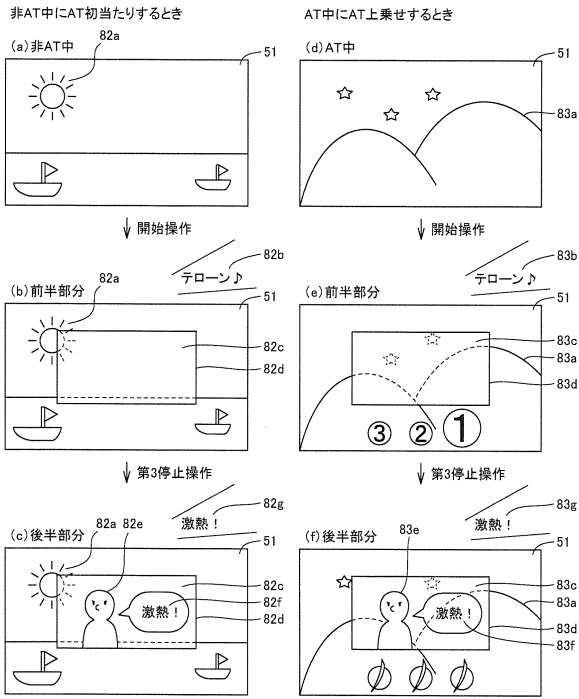 非AT中にAT初当たりするとき
(a)非AT中
82a
51
開始操作
82b
テローン♪
82a
(b)前半部分
51
82c
82d
第3停止操作
82g
激熱!
82a
82e
(c)後半部分
51
82c
激熱!
82f
82d
AT中にAT上乗せするとき
(d)AT中
51
83a
開始操作
83b
テローン♪
(e)前半部分
51
83c
83a
83d
③
②
①
第3停止操作
83g
激熱!
83e
(f)後半部分
51
83c
83a
激熱!
83d
83f